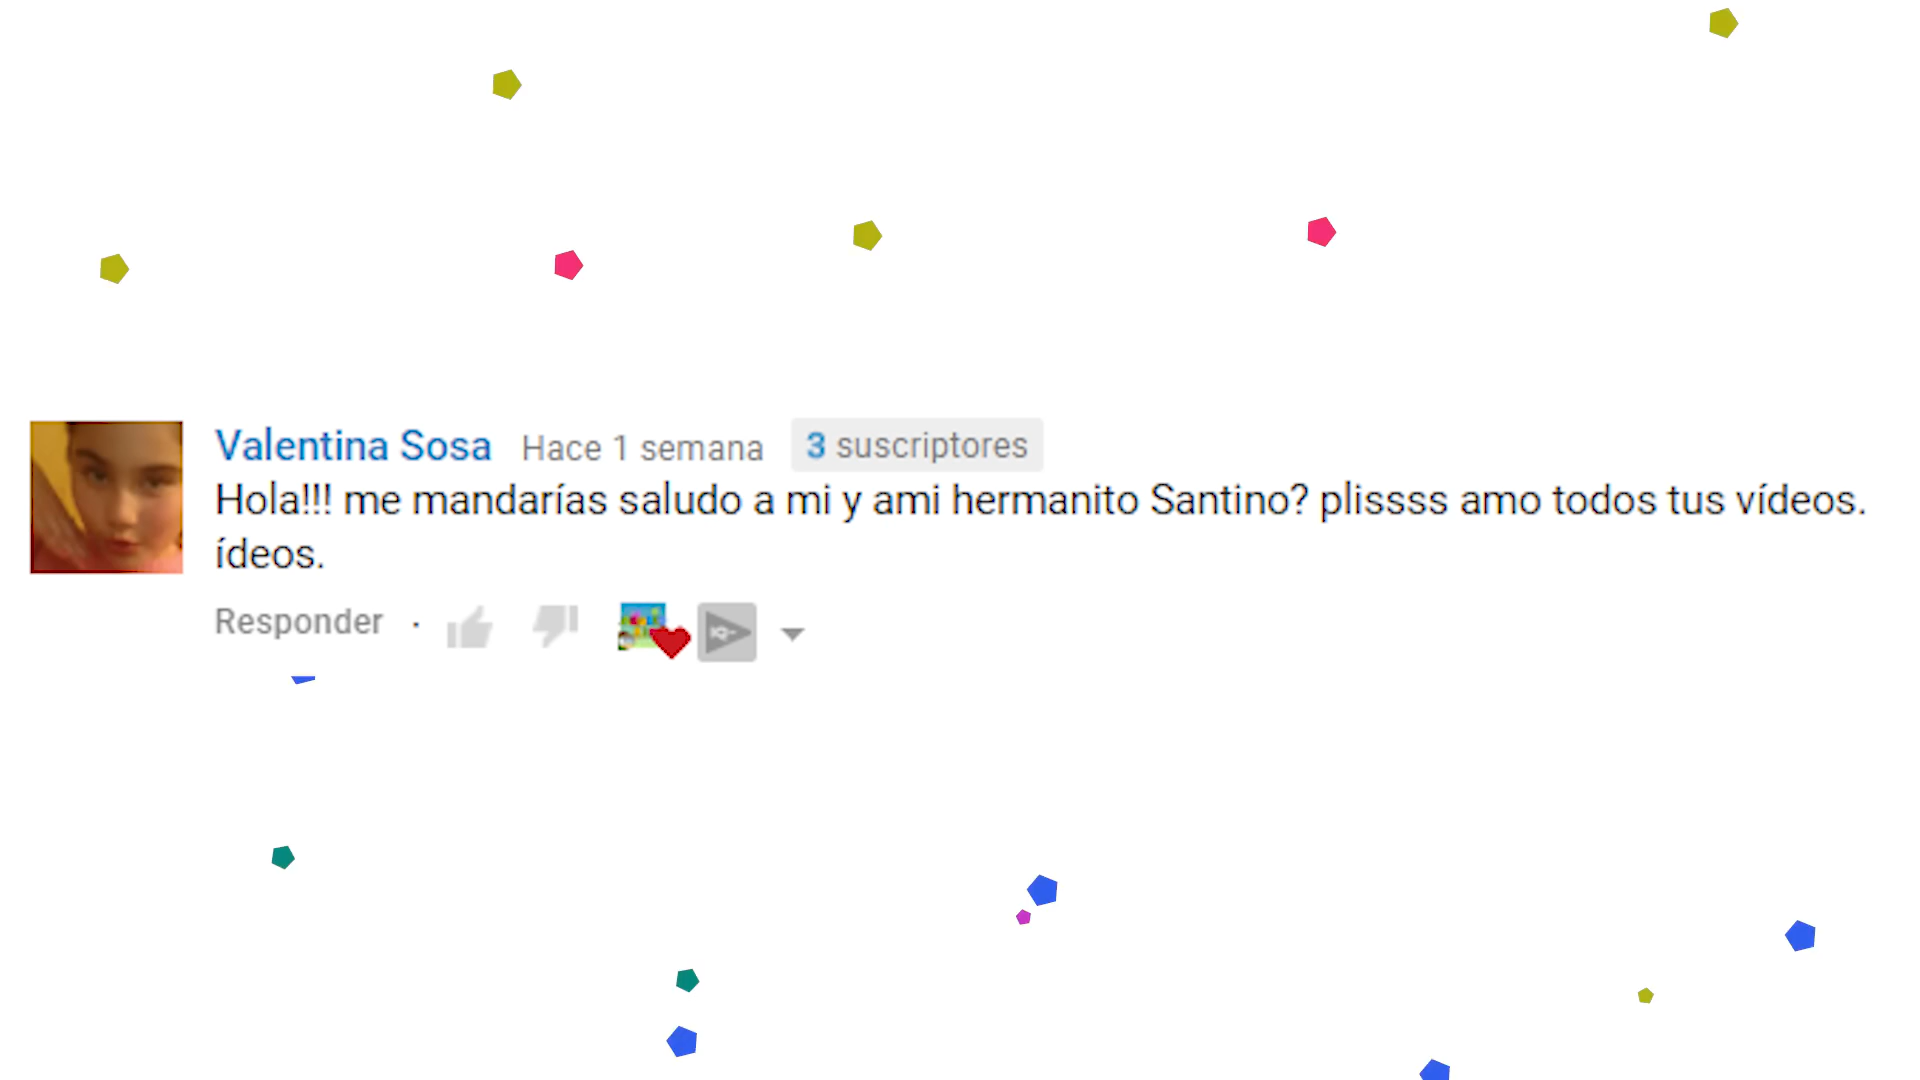 Valentina Sosa Hace 1 semana 3 suscriptores
Hola!!! me mandarías saludo a mi y ami hermanito Santino? plissss amo todos tus vídeos.
ídeos.
Responder ·